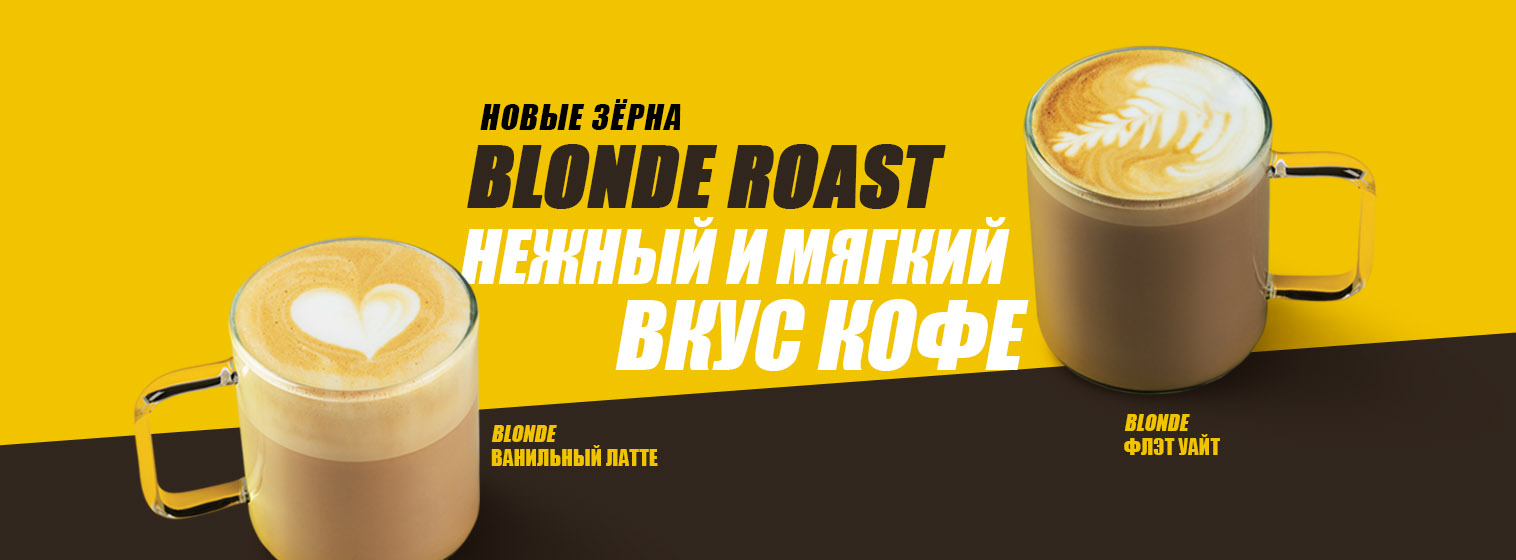 НОВЫЕ ЗЁРНА
BLONDE ROAST
НЕЖНЫЙ И МЯГКИЙ
ВКУС КОФЕ
BLONDE
ВАНИЛЬНЫЙ ЛАТТЕ
BLONDE
ФЛЭТ УАЙТ